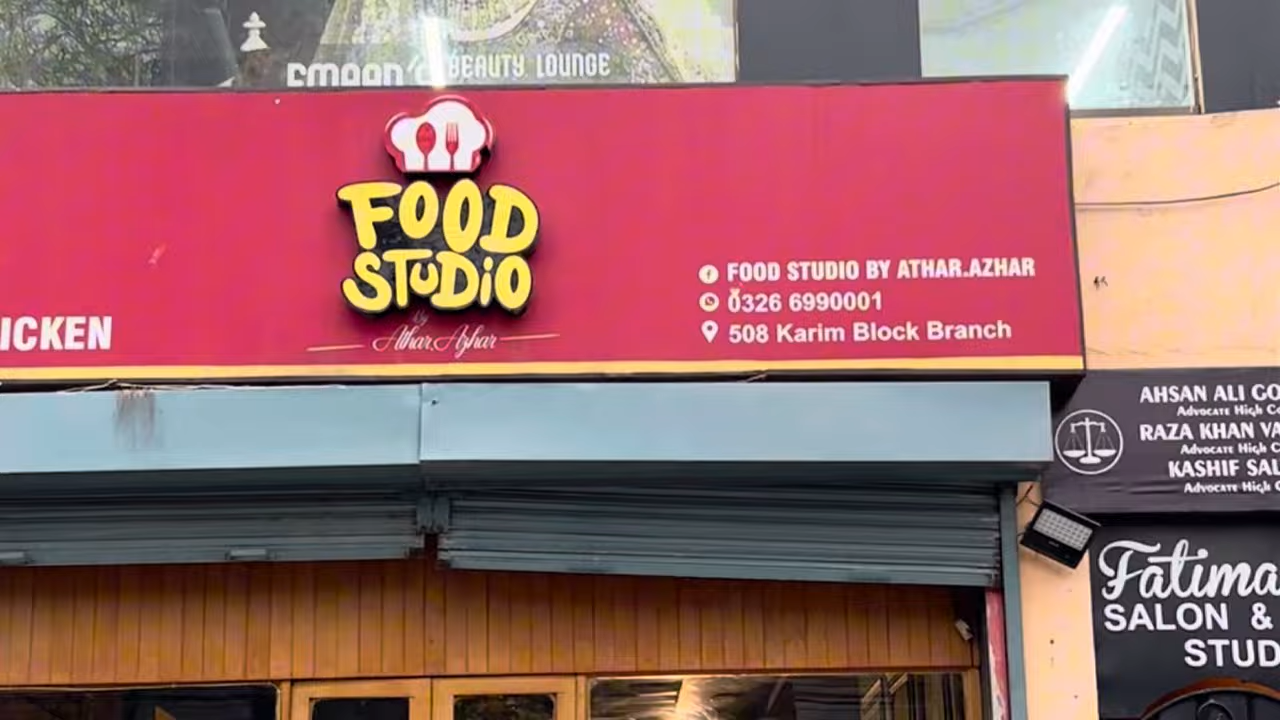 BEAUTY LOUNGE
FOOD
STUDiO
By
Athar.Azhar
ICKEN
FOOD STUDIO BY ATHAR.AZHAR
0326 6990001
508 Karim Block Branch
AHSAN ALI GO
Advocate High C
RAZA KHAN VA
Advocate High C
KASHIF SAL
Advocate High C
Fatima
SALON &
STUD